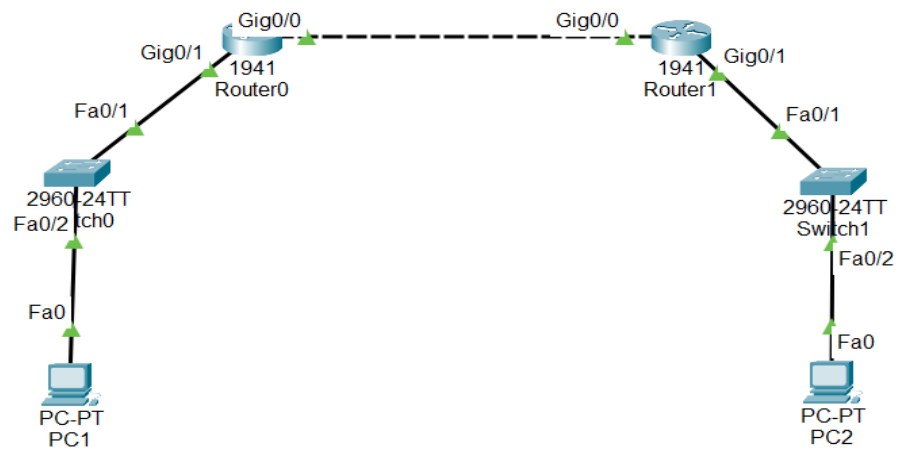 Gig0/0
Gig0/0
Gig0/1
1941
Router0
1941
Router1
Gig0/1
Fa0/1
Fa0/1
2960-24TT
tch0
Fa0/2
2960-24TT
Switch1
Fa0/2
Fa0
Fa0
PC-PT
PC1
PC-PT
PC2